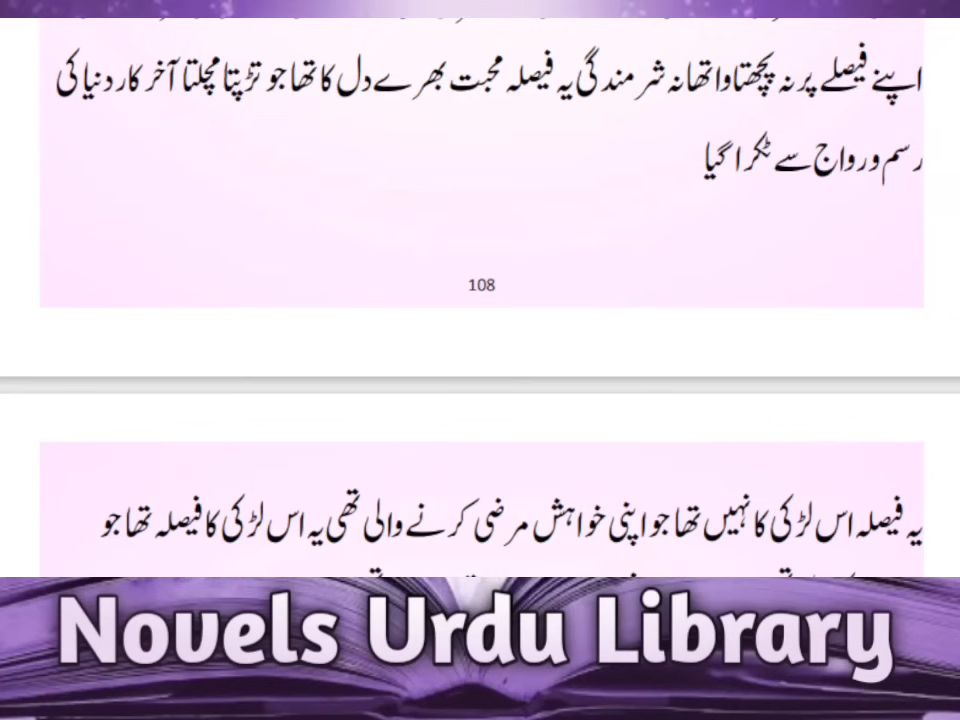 اپنے فیصلے پر نہ پچھتاوا تھا نہ شرمندگی یہ فیصلہ محبت بھرے دل کا تھا جو تڑپتا مچلتا آخر کار دنیا کی
رسم و رواج سے ٹکرا گیا
108
یہ فیصلہ اس لڑکی کا نہیں تھا جو اپنی خواہش مرضی کرنے والی تھی یہ اس لڑکی کا فیصلہ تھا جو
Novels Urdu Library